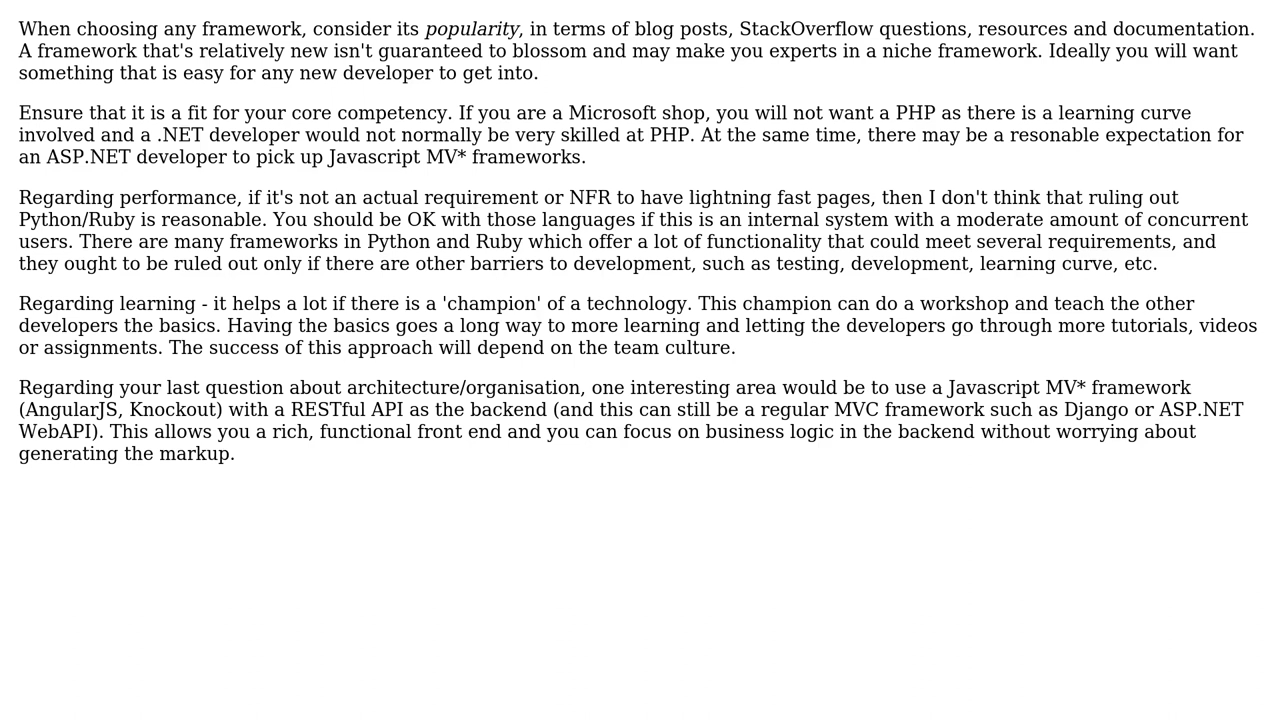 When choosing any framework, consider its popularity, in terms of blog posts, StackOverflow questions, resources and documentation.
A framework that's relatively new isn't guaranteed to blossom and may make you experts in a niche framework. Ideally you will want
something that is easy for any new developer to get into.
Ensure that it is a fit for your core competency. If you are a Microsoft shop, you will not want a PHP as there is a learning curve
involved and a .NET developer would not normally be very skilled at PHP. At the same time, there may be a resonable expectation for
an ASP.NET developer to pick up Javascript MV* frameworks.
Regarding performance, if it's not an actual requirement or NFR to have lightning fast pages, then I don't think that ruling out
Python/Ruby is reasonable. You should be OK with those languages if this is an internal system with a moderate amount of concurrent
users. There are many frameworks in Python and Ruby which offer a lot of functionality that could meet several requirements, and
they ought to be ruled out only if there are other barriers to development, such as testing, development, learning curve, etc.
Regarding learning - it helps a lot if there is a 'champion' of a technology. This champion can do a workshop and teach the other
developers the basics. Having the basics goes a long way to more learning and letting the developers go through more tutorials, videos
or assignments. The success of this approach will depend on the team culture.
Regarding your last question about architecture/organisation, one interesting area would be to use a Javascript MV* framework
(AngularJS, Knockout) with a RESTful API as the backend (and this can still be a regular MVC framework such as Django or ASP.NET
WebAPI). This allows you a rich, functional front end and you can focus on business logic in the backend without worrying about
generating the markup.